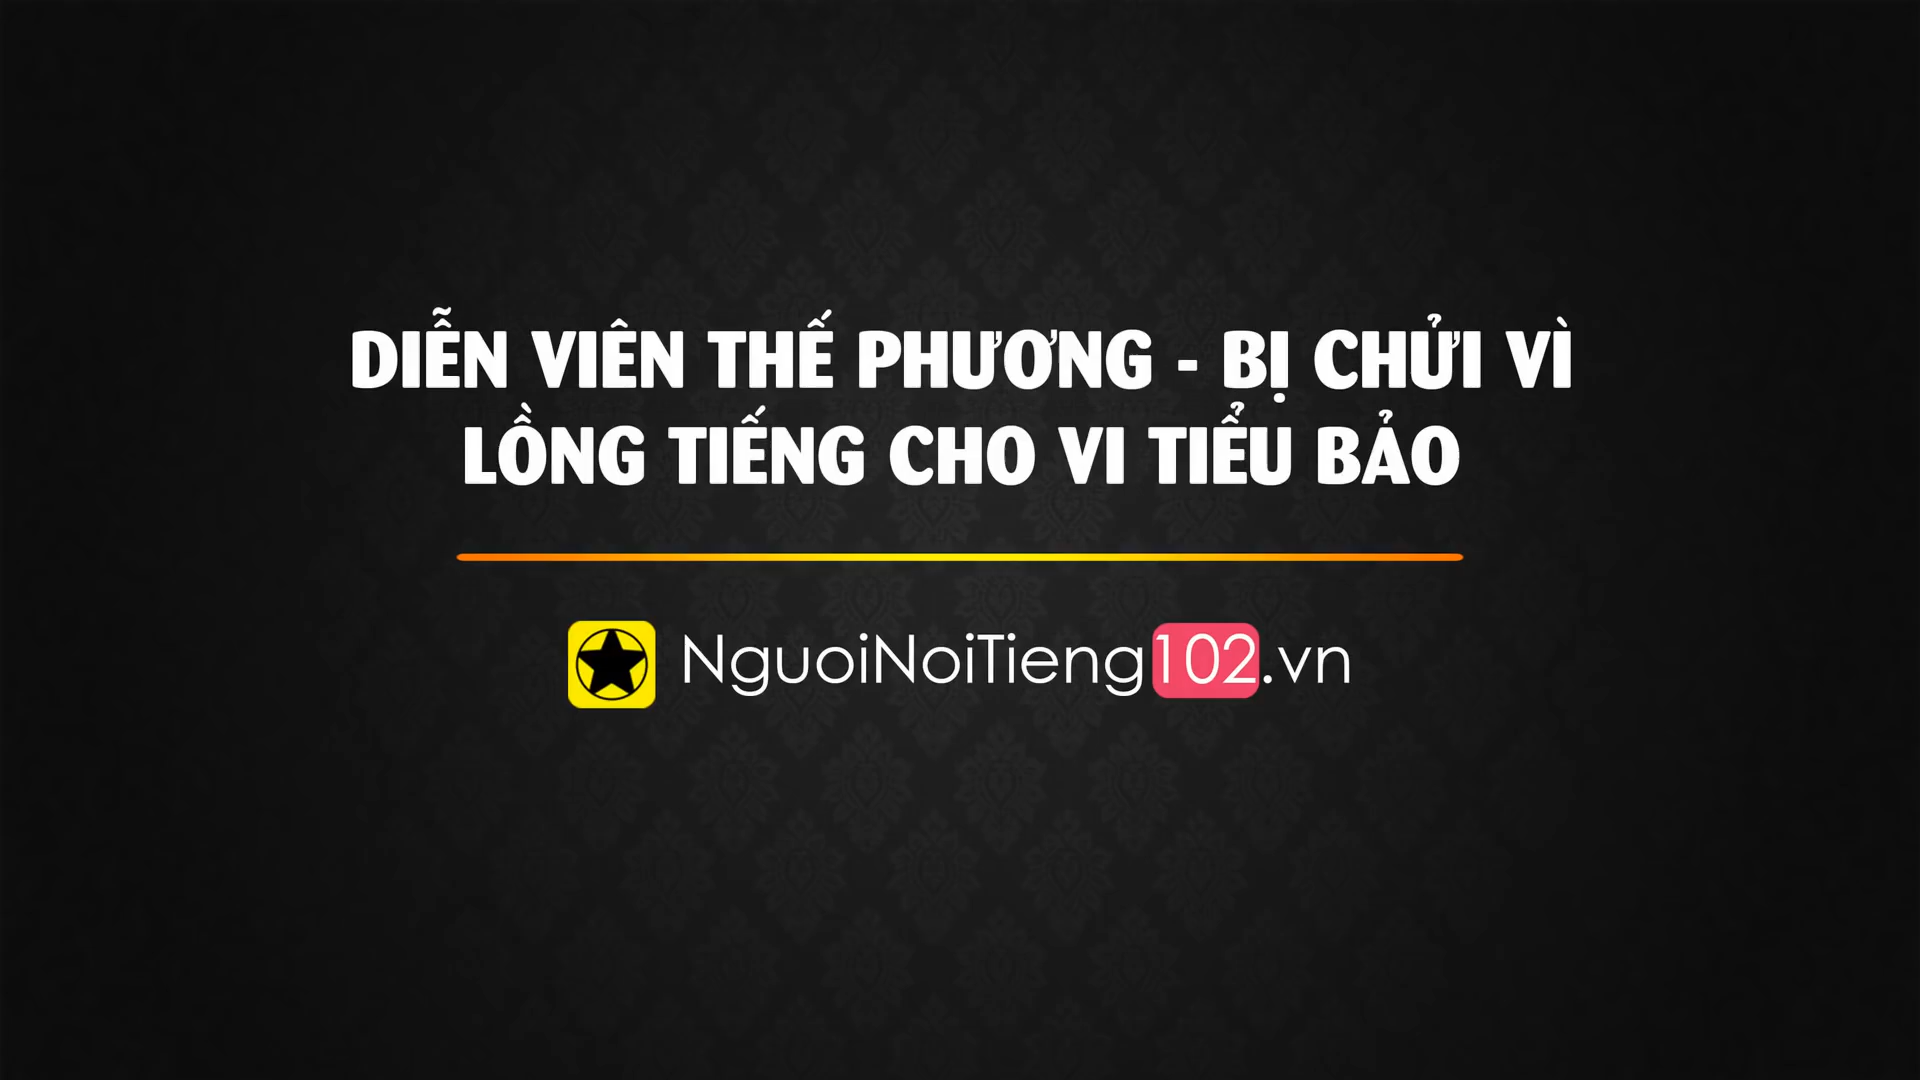 DIỄN VIÊN THẾ PHƯƠNG - BỊ CHỬI VÌ
LỒNG TIẾNG CHO VI TIỂU BẢO
NguoiNoiTieng102.vn